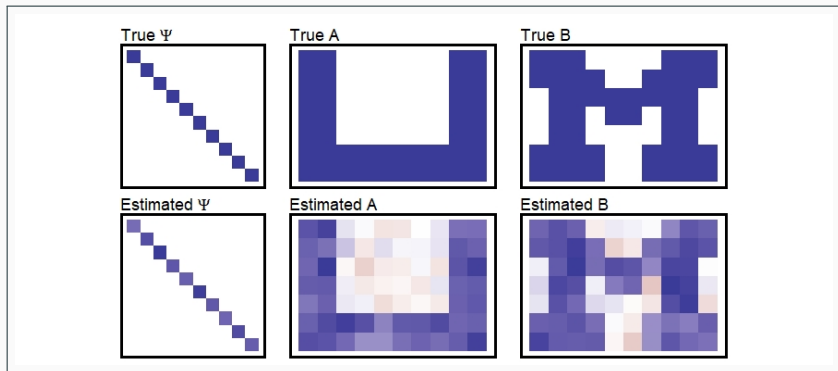 True Ψ
True A
True B
Estimated Ψ
Estimated A
Estimated B